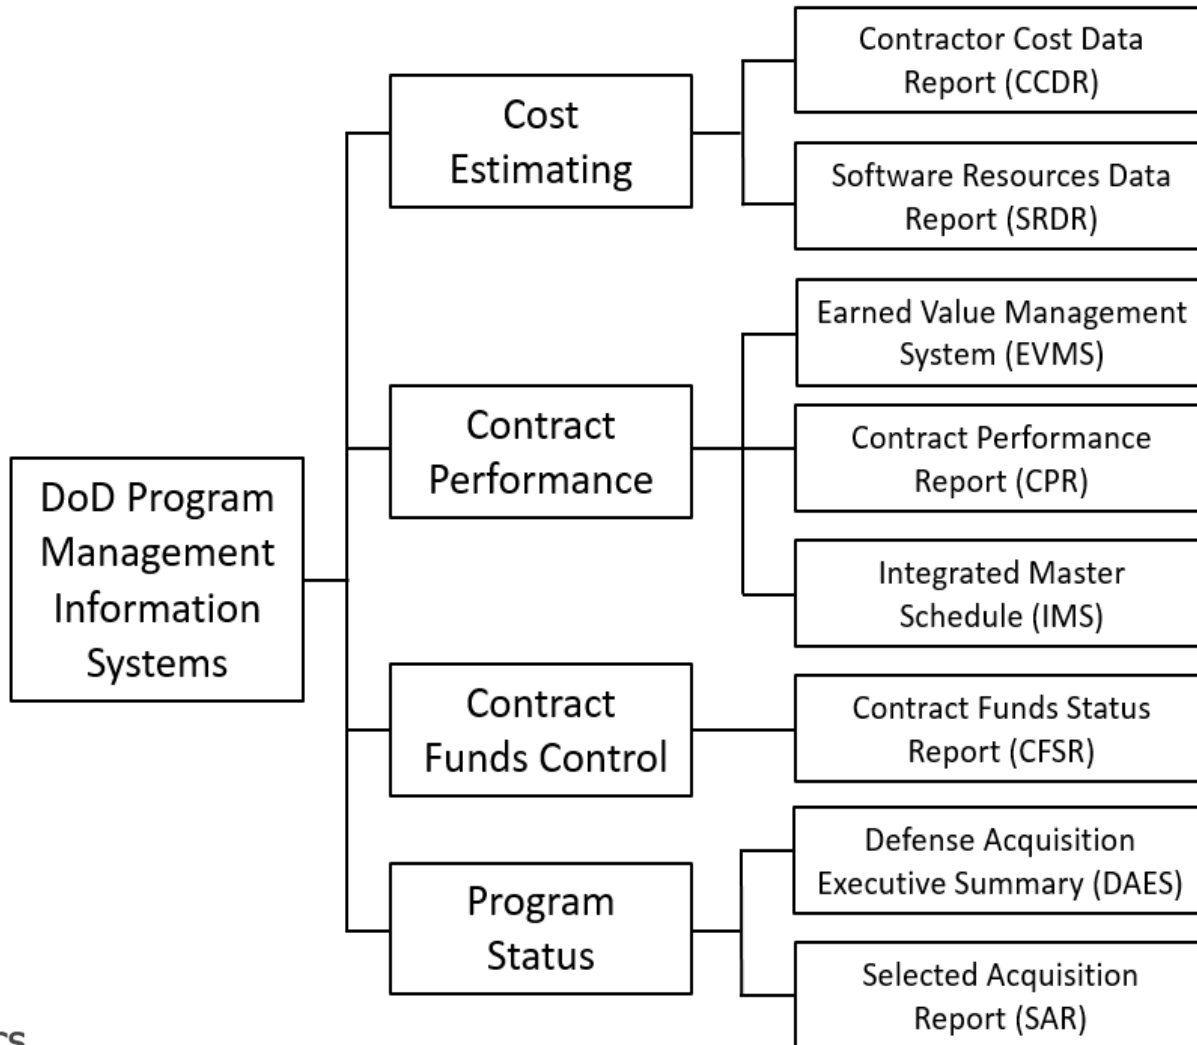 DoD Program
Management
Information
Systems
Cost
Estimating
Contractor Cost Data
Report (CCDR)
Software Resources Data
Report (SRDR)
Contract
Performance
Earned Value Management
System (EVMS)
Contract Performance
Report (CPR)
Integrated Master
Schedule (IMS)
Contract
Funds Control
Contract Funds Status
Report (CFSR)
Program
Status
Defense Acquisition
Executive Summary (DAES)
Selected Acquisition
Report (SAR)